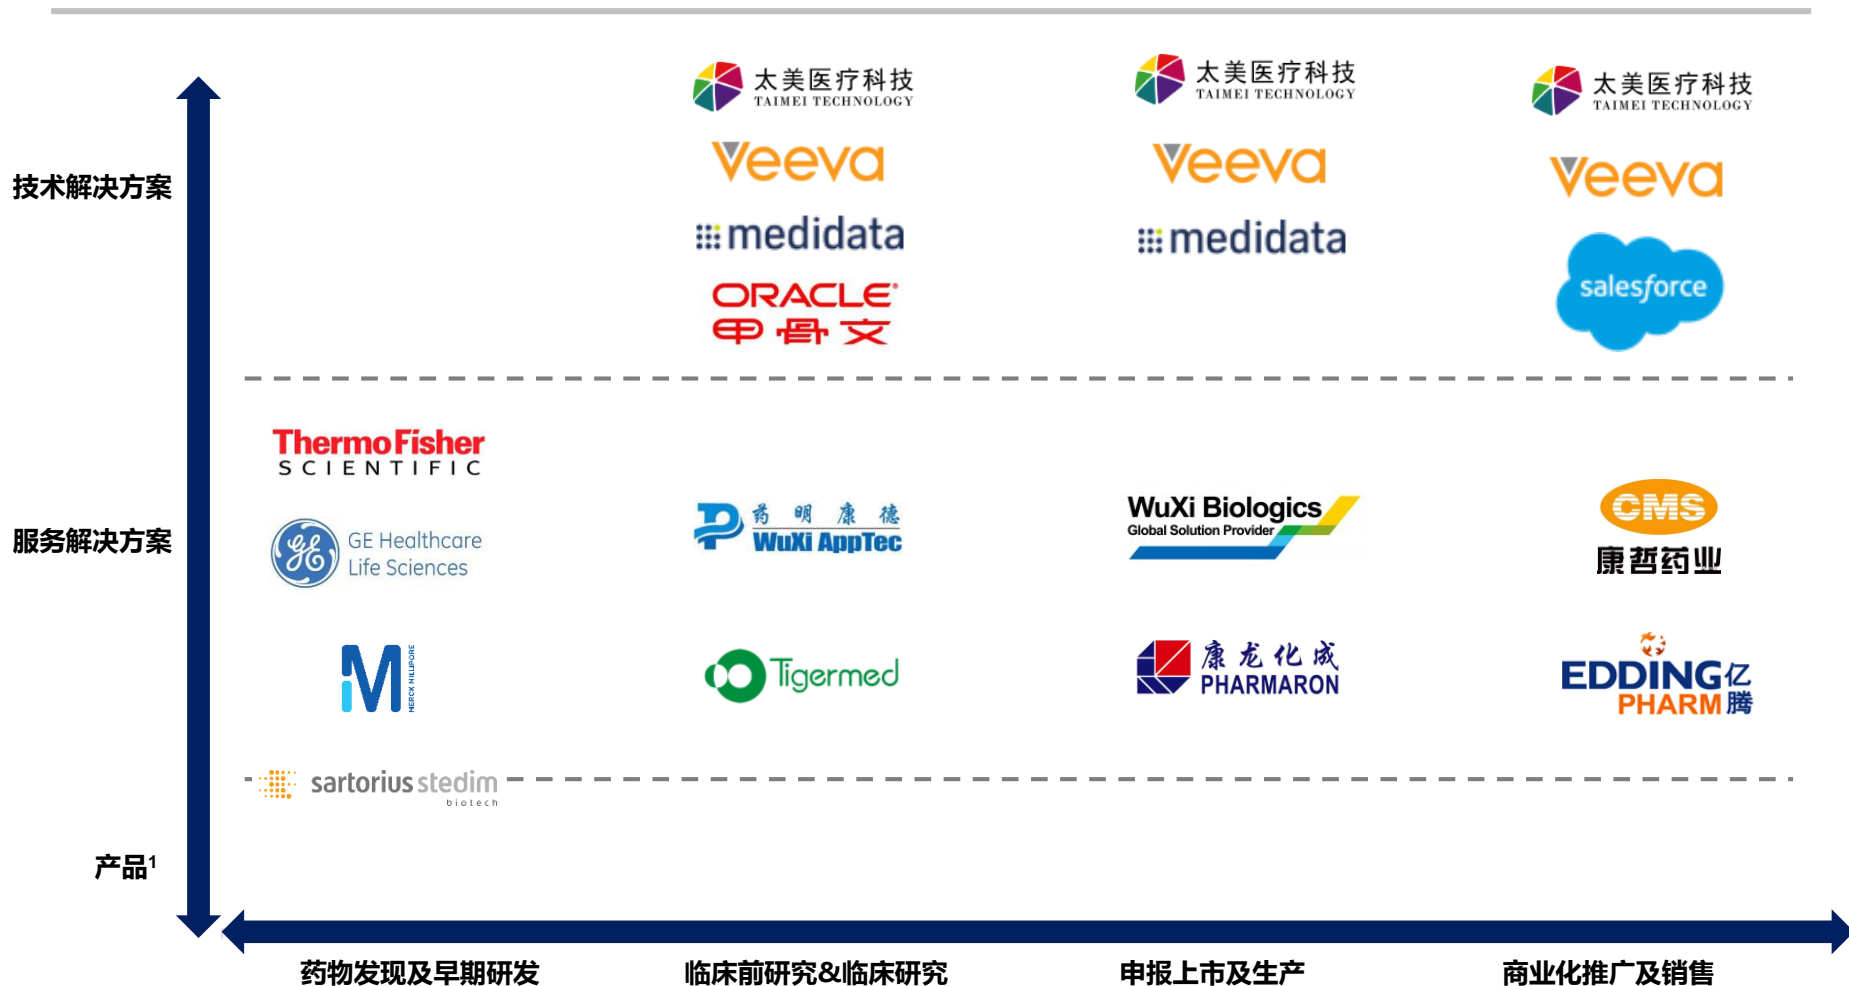 太美医疗科技
TAIMEI TECHNOLOGY
太美医疗科技
TAIMEI TECHNOLOGY
太美医疗科技
TAIMEI TECHNOLOGY
技术解决方案
Veeva
Veeva
Veeva
medidata
medidata
salesforce
ORACLE®
甲骨文
服务解决方案
ThermoFisher
SCIENTIFIC
GE
GE Healthcare
Life Sciences
药明康德
WuXi AppTec
WuXi Biologics
Global Solution Provider
CMS
康哲药业
M
MERCK MILLIPORE
Tigermed
康龙化成
PHARMARON
EDDING亿
PHARM腾
sartorius stedim
biotech
产品¹
药物发现及早期研发
临床前研究&临床研究
申报上市及生产
商业化推广及销售